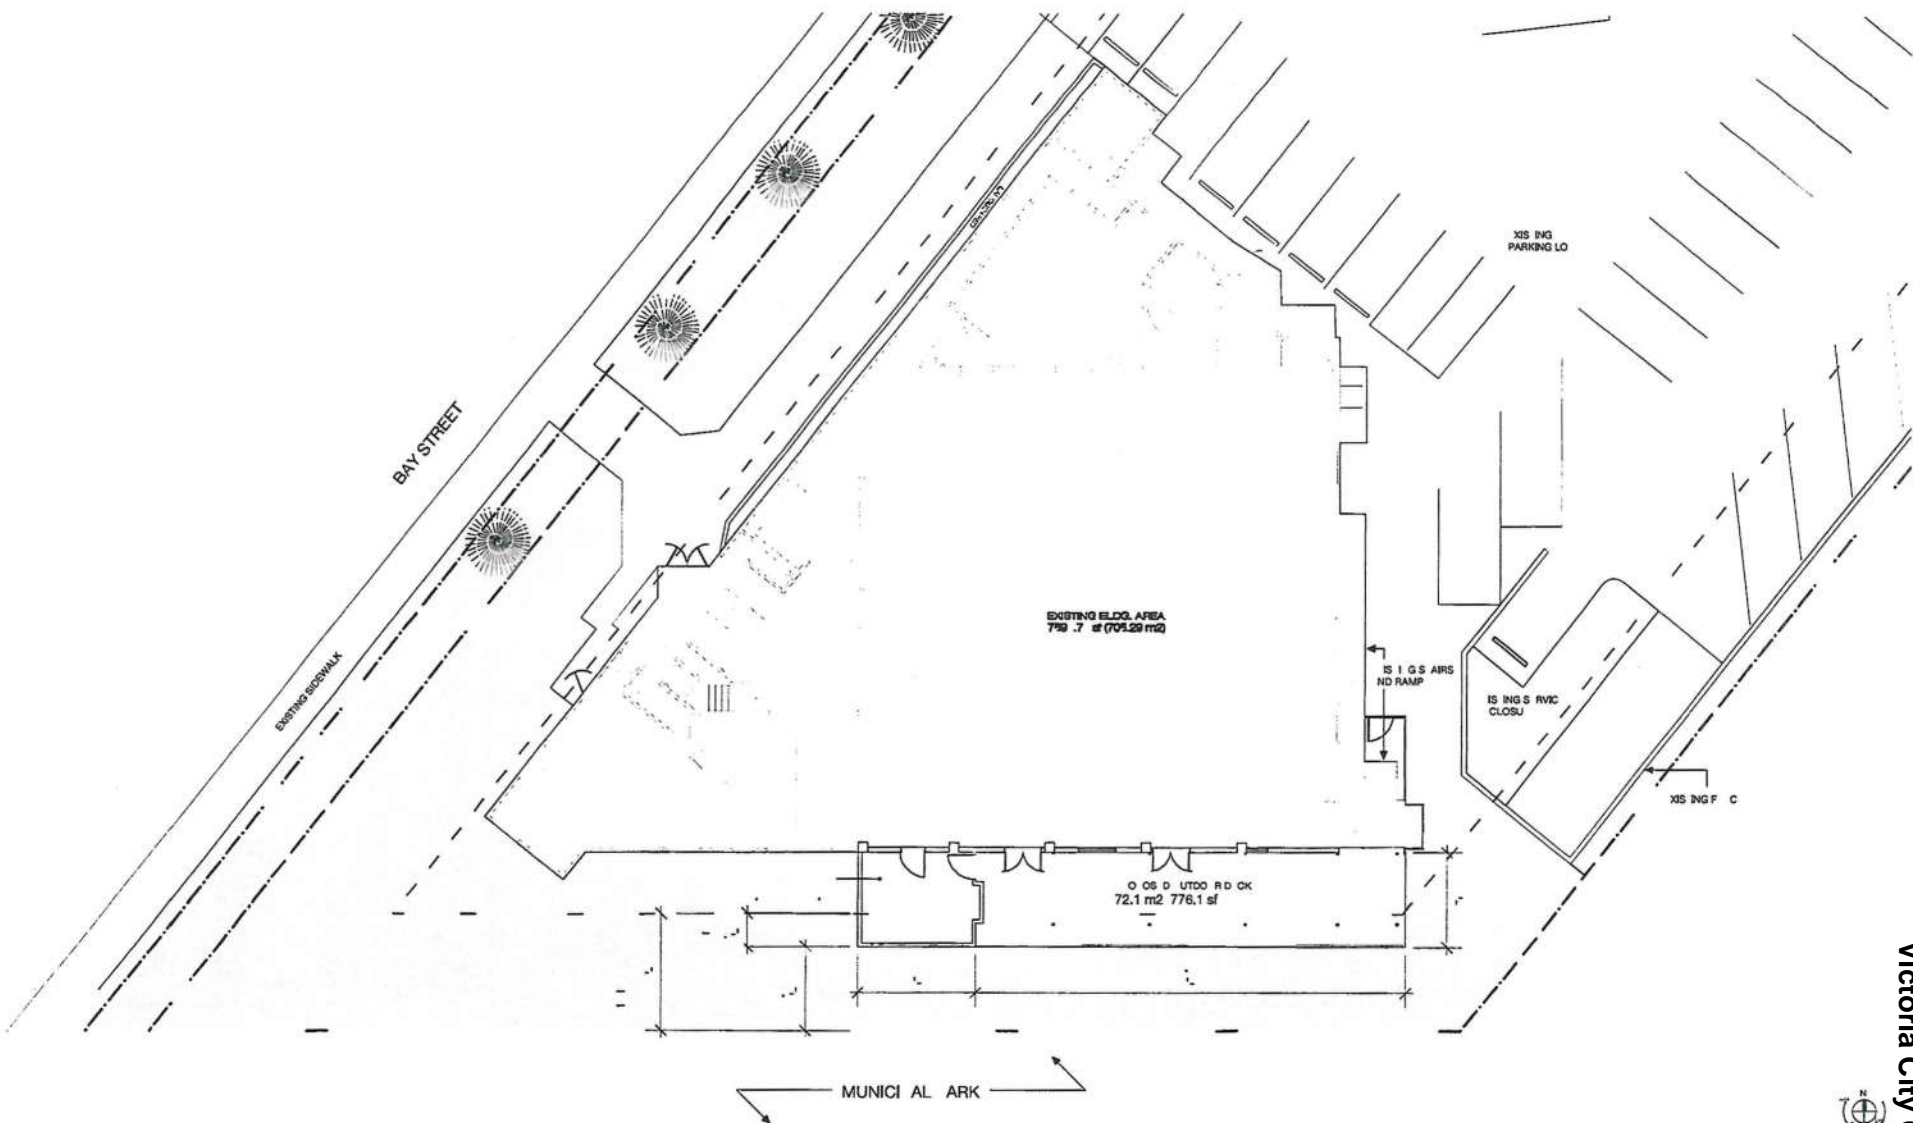 XIS ING
PARKING LO
BAY STREET
EXISTING SIDEWALK
EXISTING BLDG. AREA
(705.29 m2)
IS I G S AIRS
ND RAMP
IS ING S RVIC
CLOSU
XIS ING F C
O OS D UTDO R D CK
72.1 m2 776.1 sf
MUNICI AL ARK
Victoria City
N